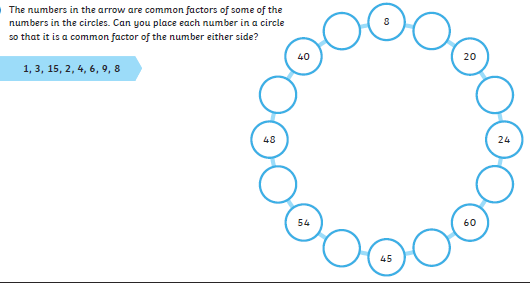 The numbers in the arrow are common factors of some of the
numbers in the circles. Can you place each number in a circle
so that it is a common factor of the number either side?
1, 3, 15, 2, 4, 6, 9, 8
8
40
20
48
24
54
60
45